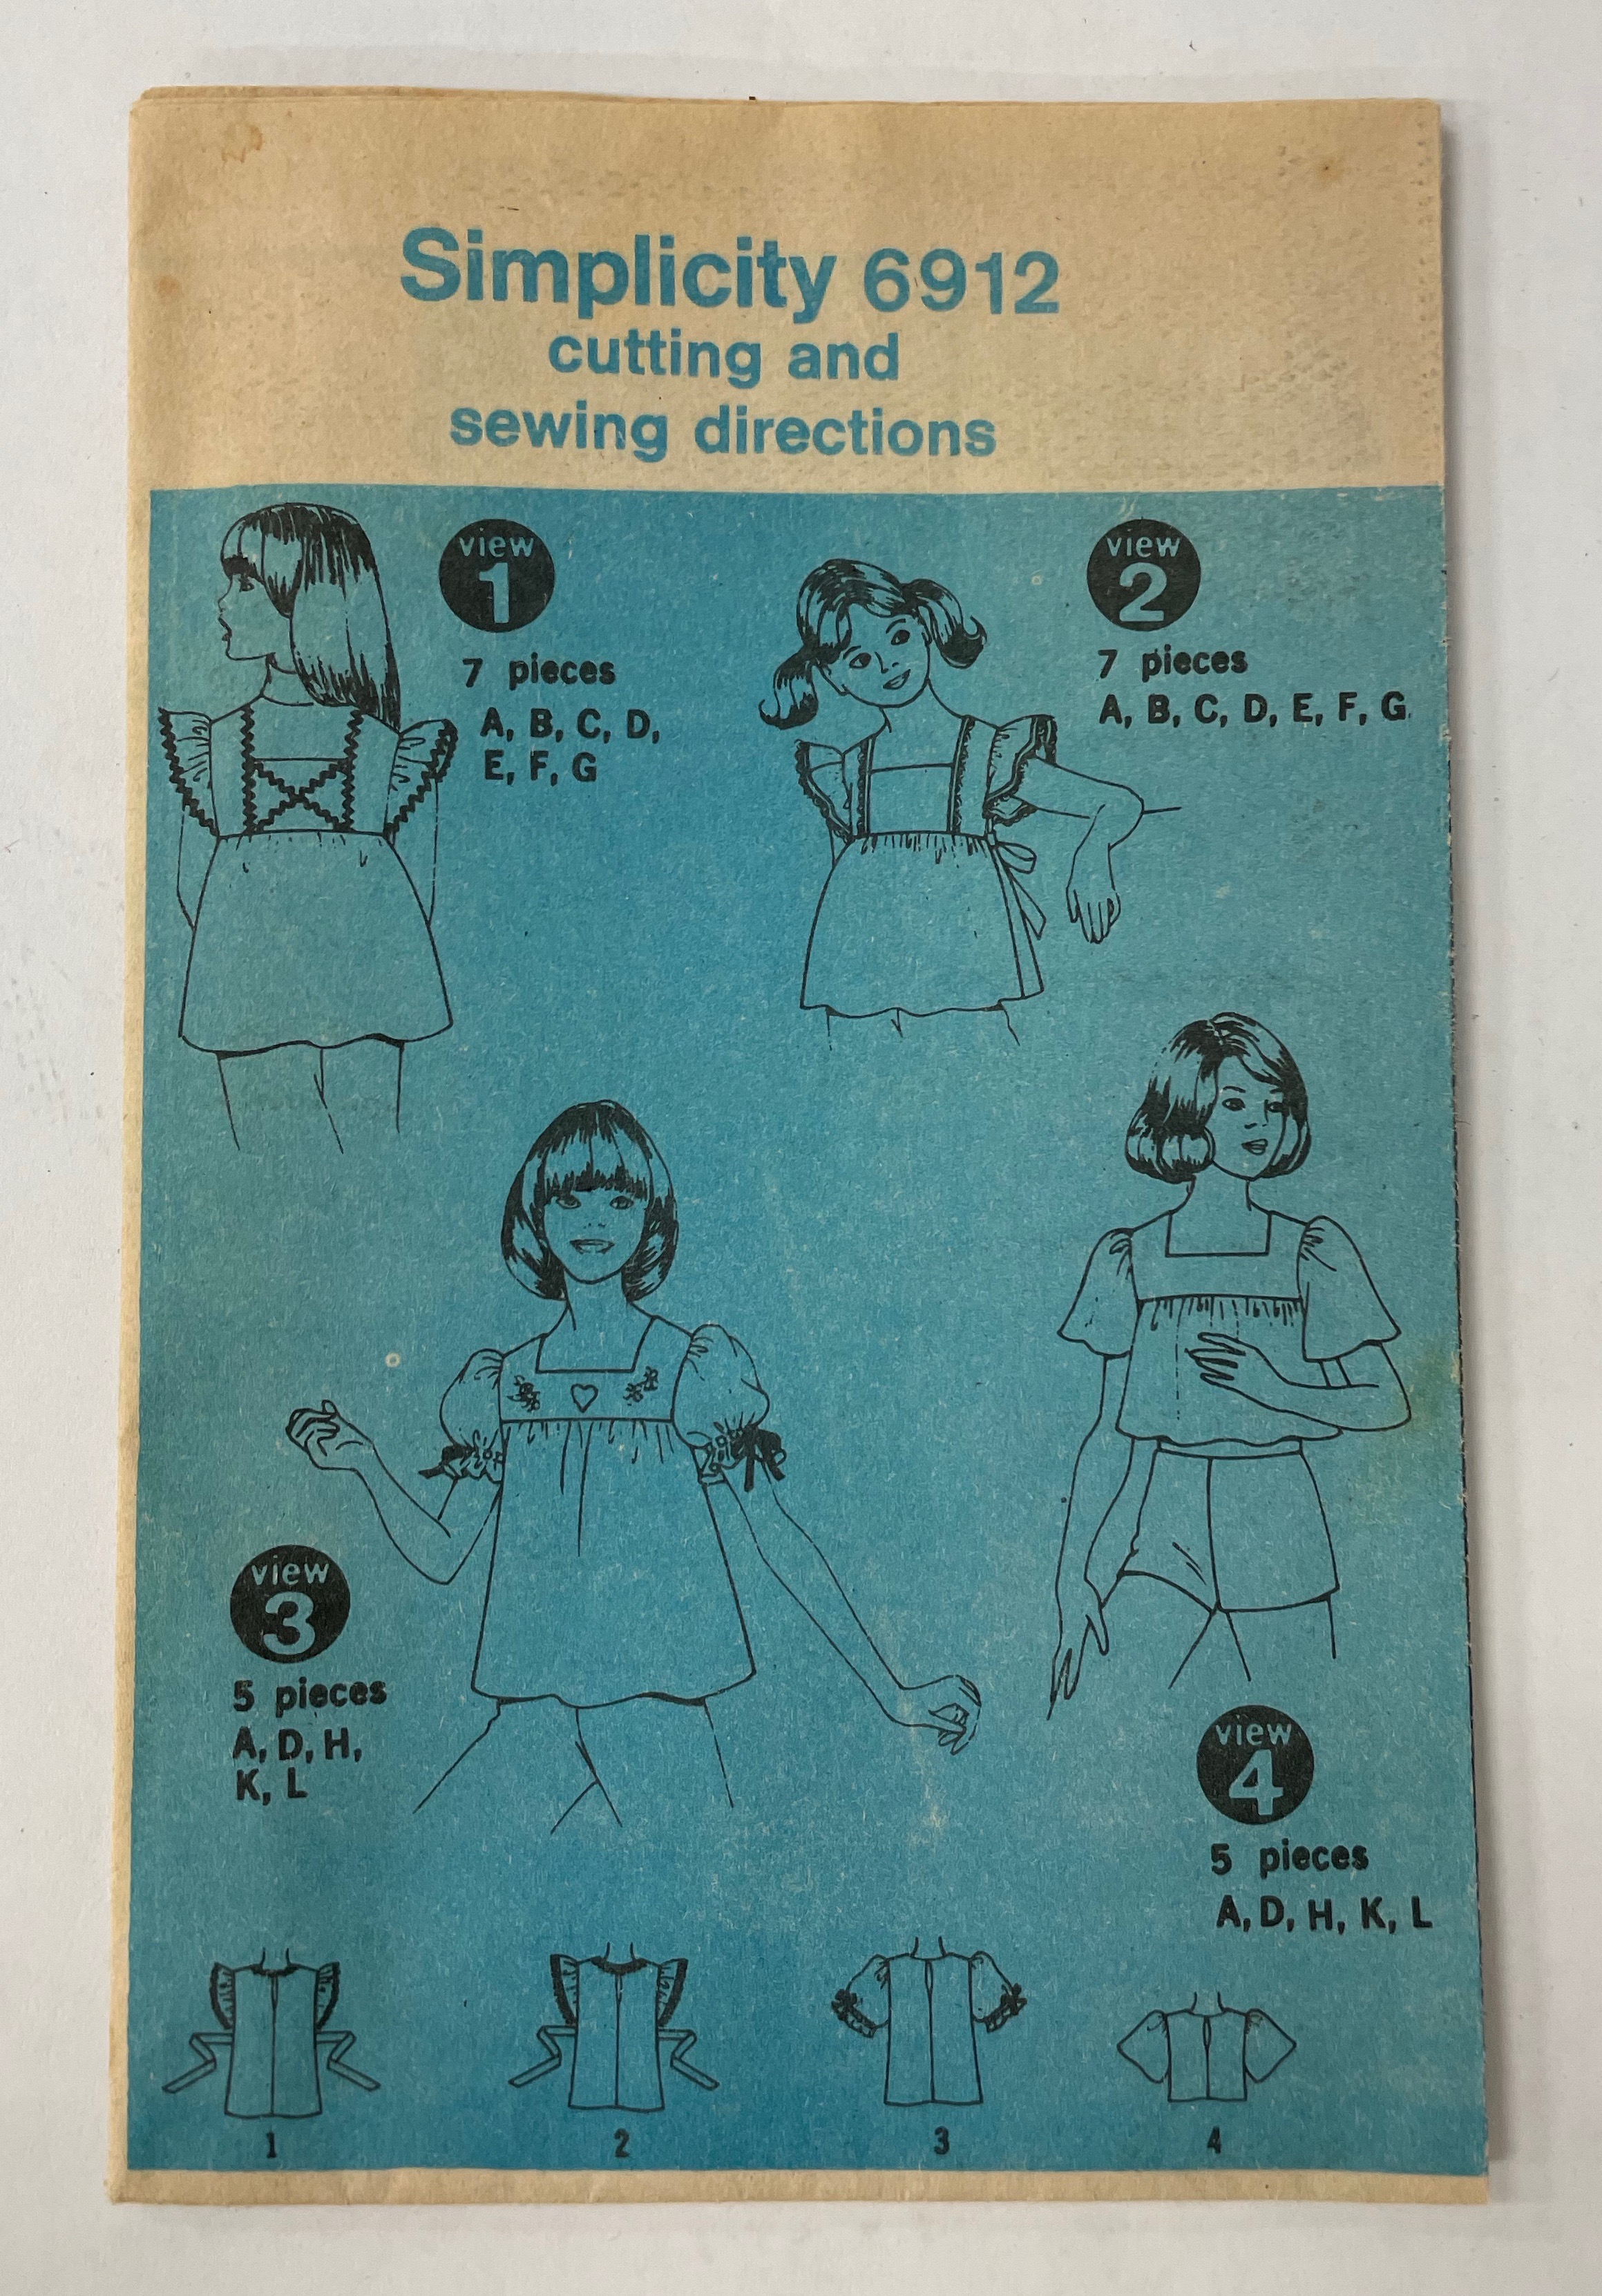 Simplicity 6912
cutting and
sewing directions
view
1
7 pieces
A, B, C, D,
E, F, G
view
2
7 pieces
A, B, C, D, E, F, G
view
3
5 pieces
A, D, H,
K, L
view
4
5 pieces
A, D, H, K, L
1
2
3
4